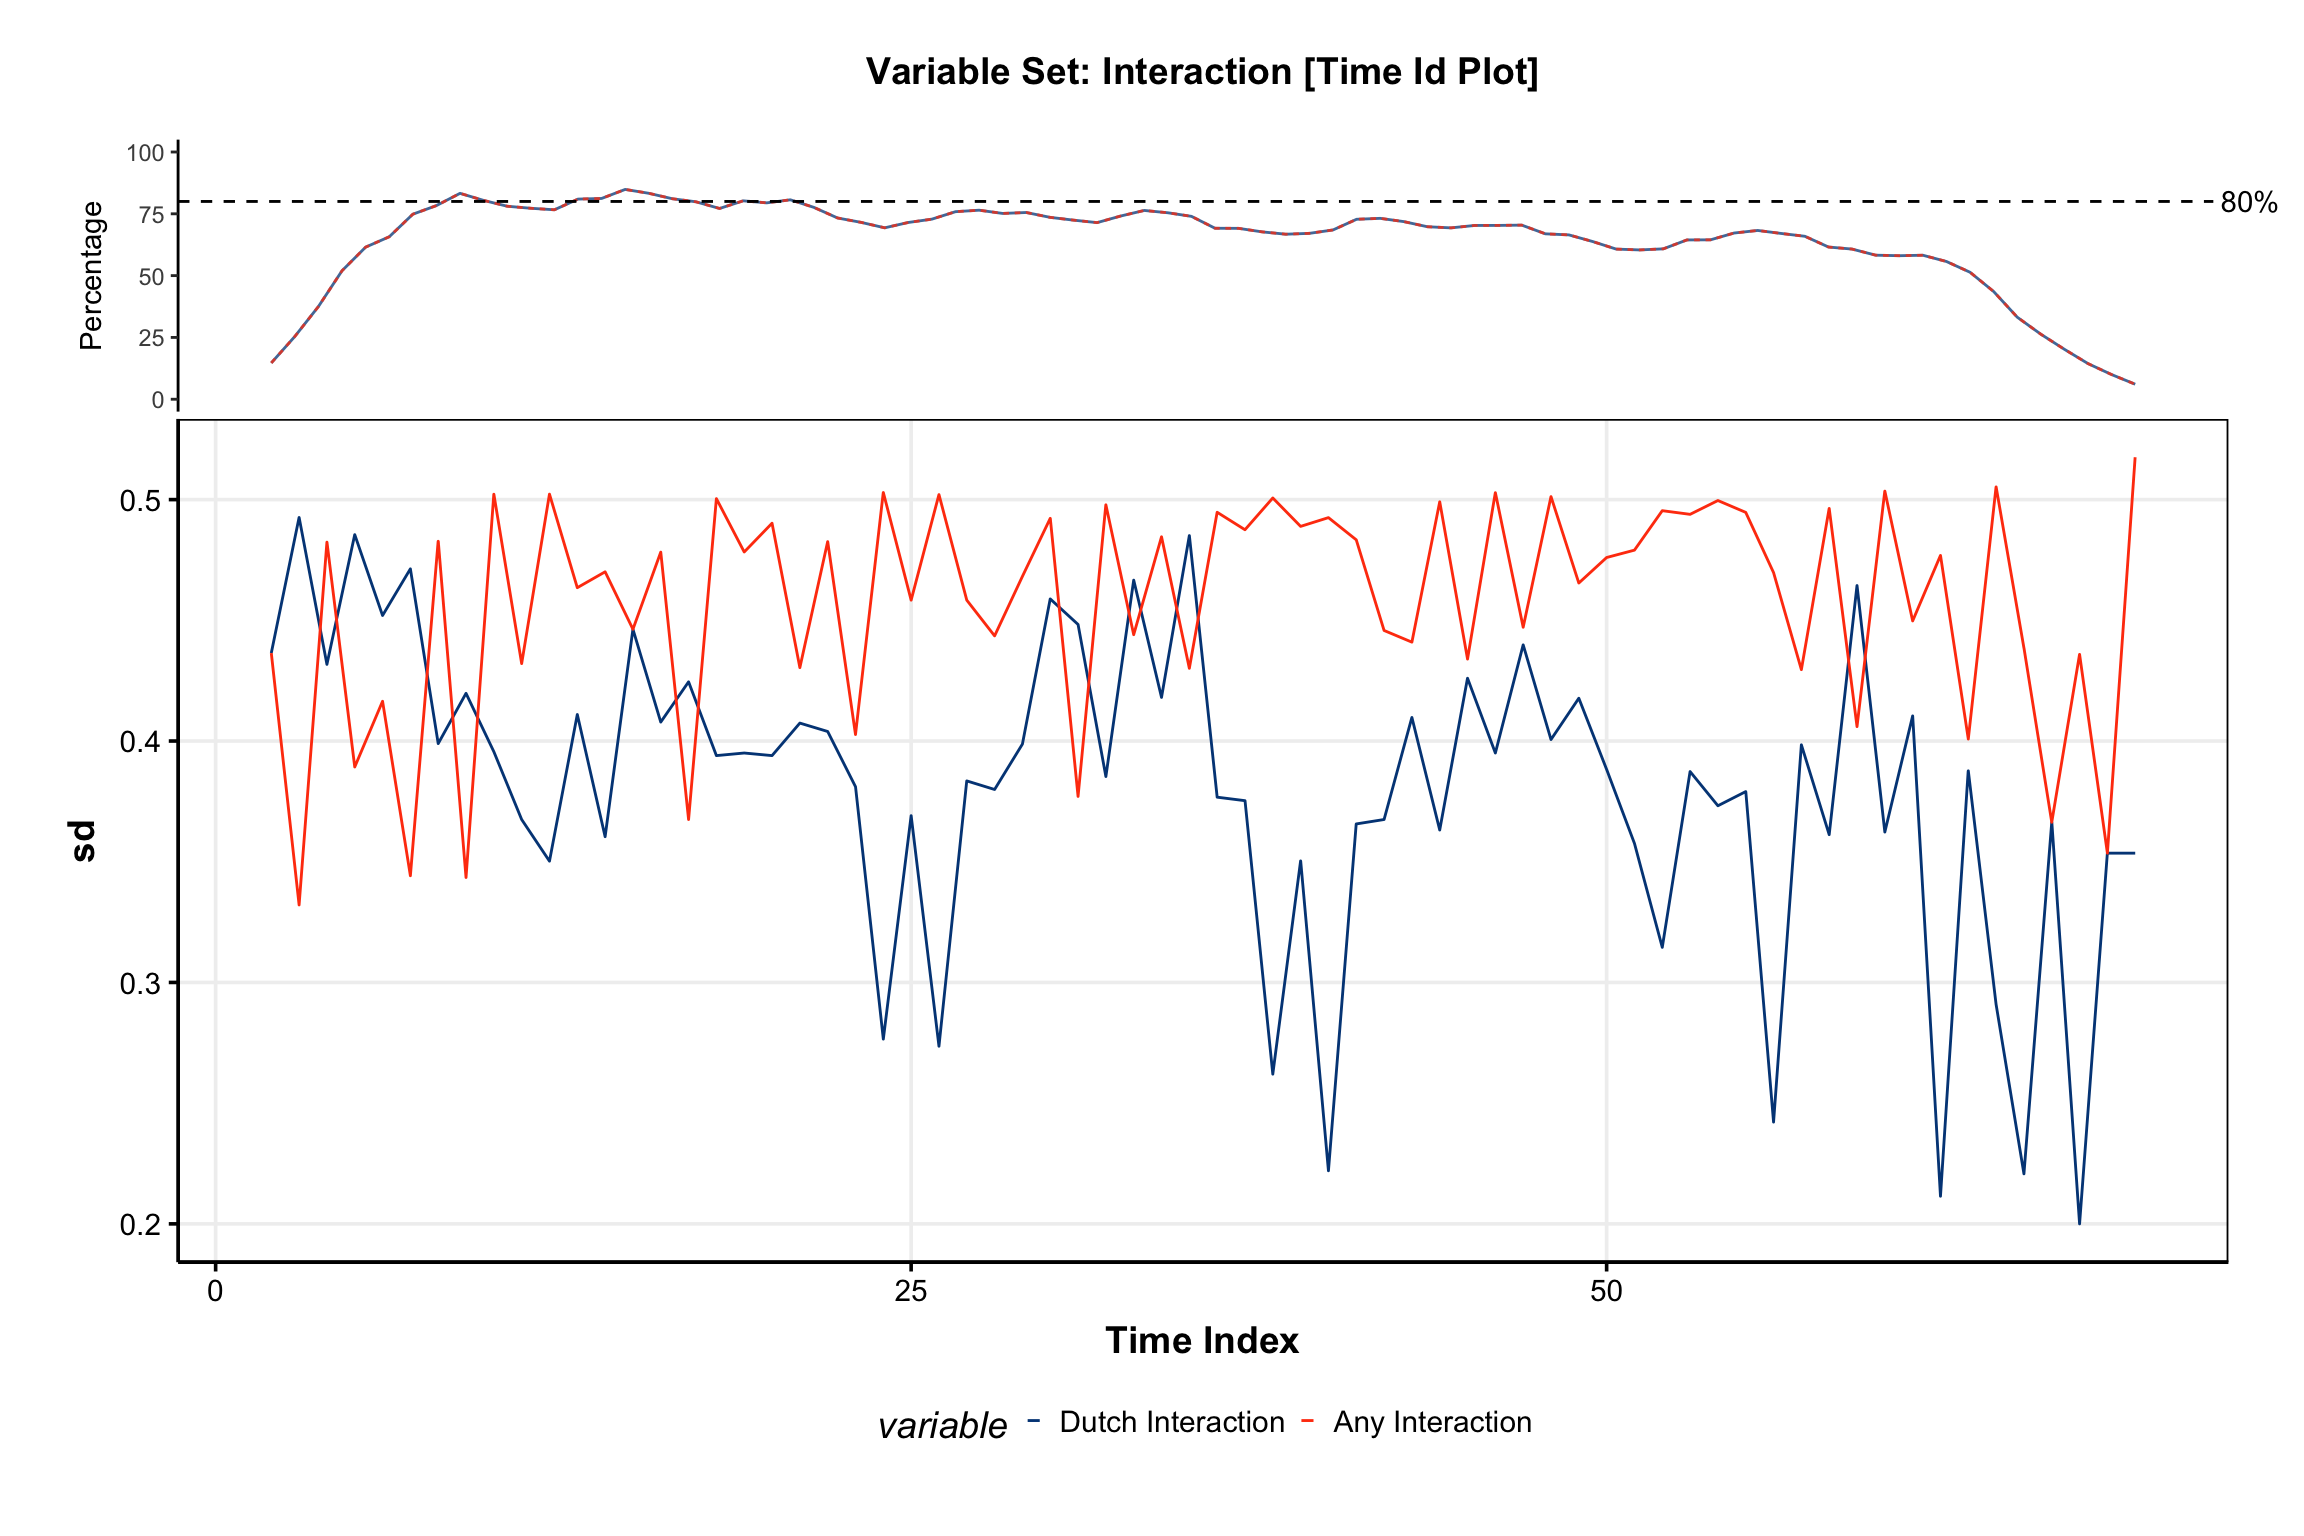 Variable Set: Interaction [Time Id Plot]
Percentage
100
75
50
25
0
80%
sd
0.5
0.4
0.3
0.2
0 25 50
Time Index
variable Dutch Interaction Any Interaction